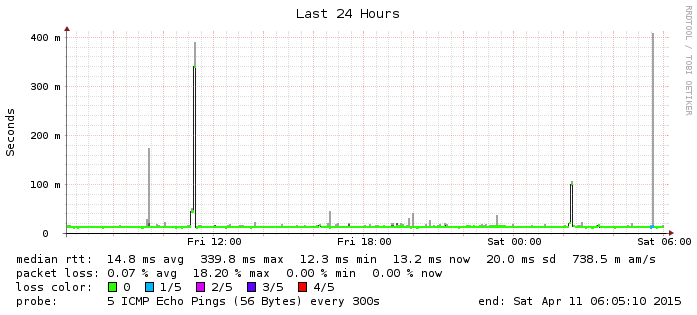 Last 24 Hours
RRDTOOL / TOBI OETIKER
Seconds
400 m
300 m
200 m
100 m
0
Fri 12:00 Fri 18:00 Sat 00:00 Sat 06:00
median rtt: 14.8 ms avg 339.8 ms max 12.3 ms min 13.2 ms now 20.0 ms sd 738.5 m am/s
packet loss: 0.07 % avg 18.20 % max 0.00 % min 0.00 % now
loss color: 0 1/5 2/5 3/5 4/5
probe: 5 ICMP Echo Pings (56 Bytes) every 300s end: Sat Apr 11 06:05:10 2015